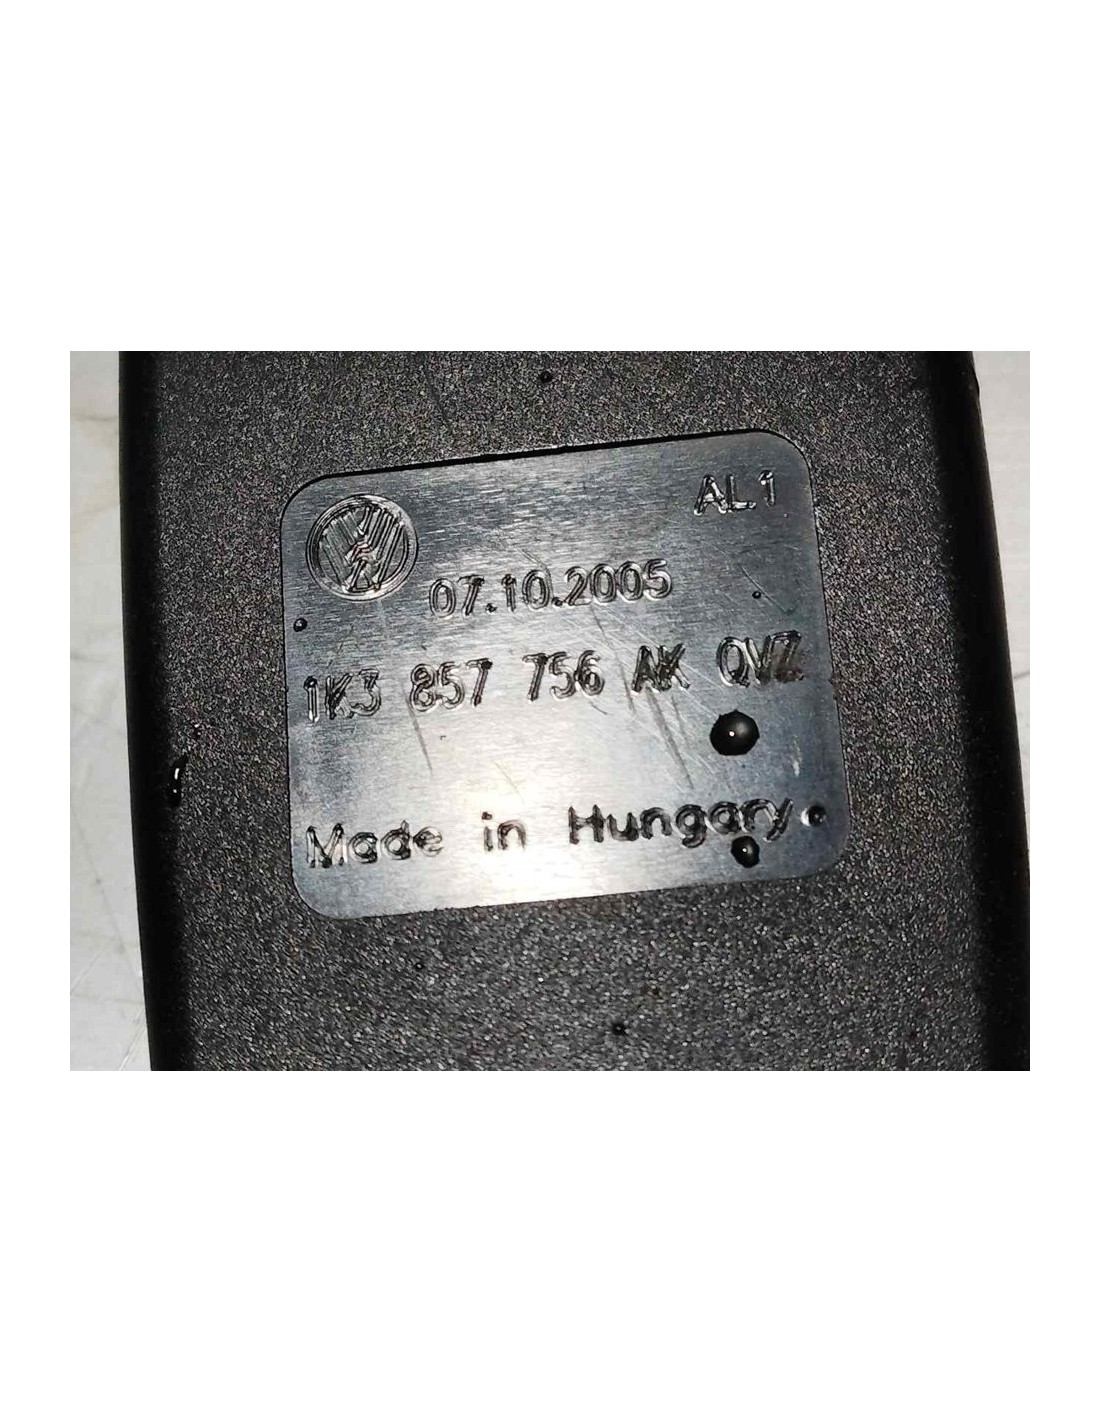 AL1
07.10.2005
1K3 857 756 AK QVZ
Made in Hungary